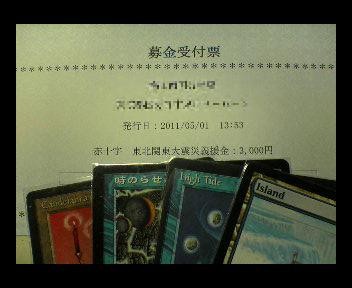 募金受付票
************************************
発行日：2011/05/01 13:53
赤十字 東北関東大震災義援金：3,000円
時のらせ
High Tide
Island